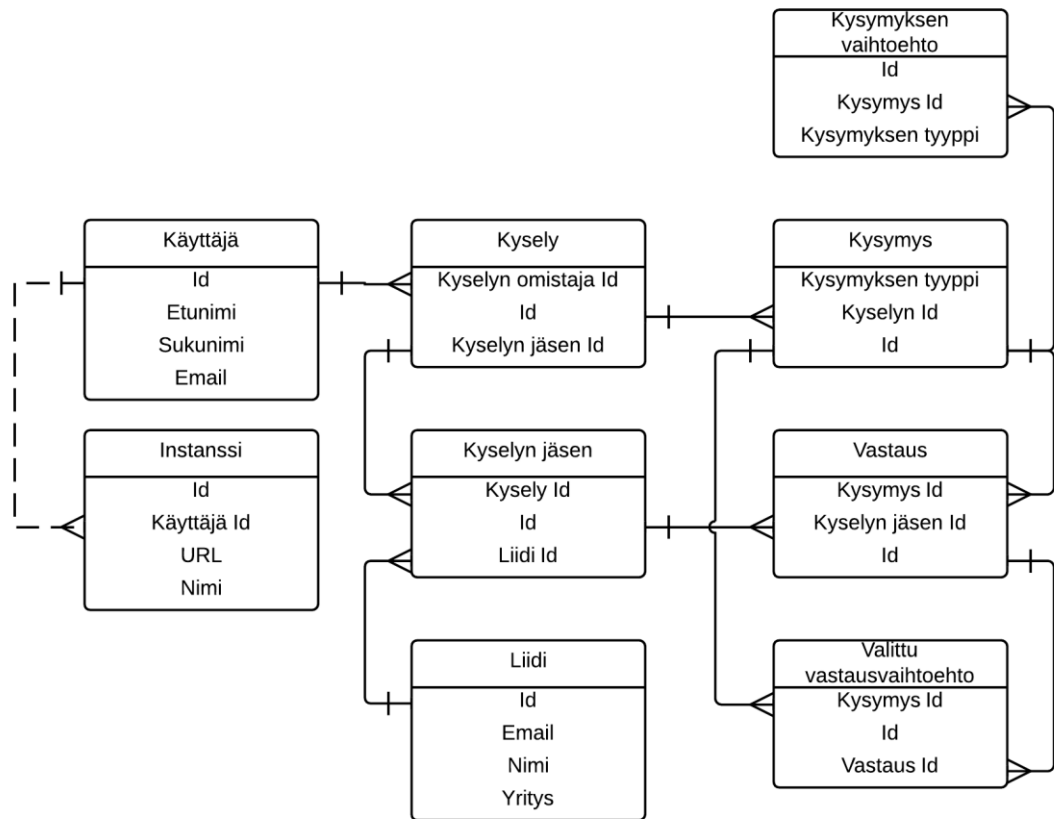 Kysymyksen
vaihtoehto
Id
Kysymys Id
Kysymyksen tyyppi
Käyttäjä
Id
Etunimi
Sukunimi
Email
Kysely
Kyselyn omistaja Id
Id
Kyselyn jäsen Id
Kysymys
Kysymyksen tyyppi
Kyselyn Id
Id
Instanssi
Id
Käyttäjä Id
URL
Nimi
Kyselyn jäsen
Kysely Id
Id
Liidi Id
Vastaus
Kysymys Id
Kyselyn jäsen Id
Id
Liidi
Id
Email
Nimi
Yritys
Valittu
vastausvaihtoehto
Kysymys Id
Id
Vastaus Id